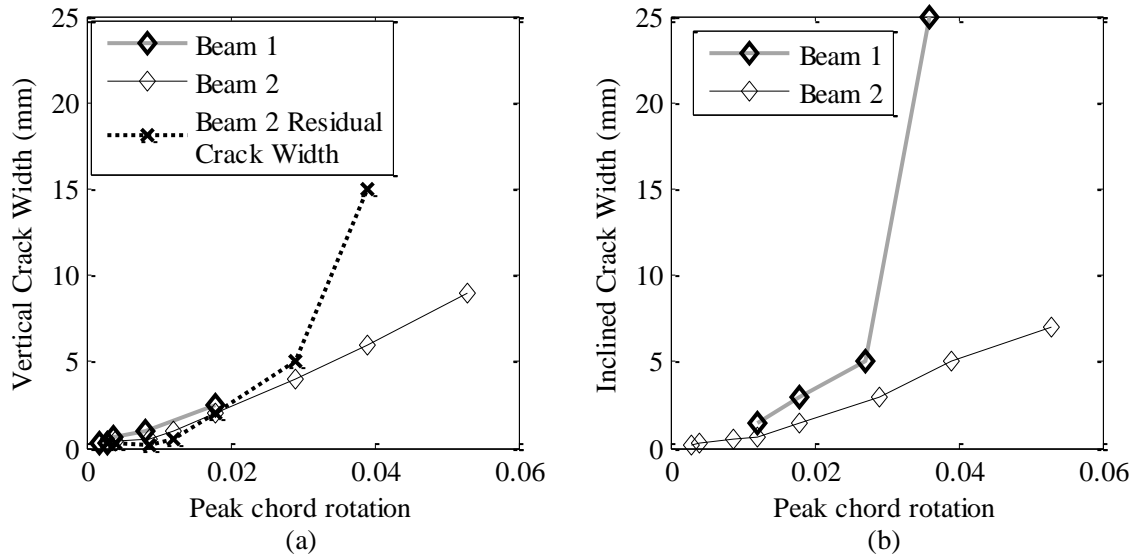 25
20
15
10
5
0
Vertical Crack Width (mm)
Beam 1
Beam 2
Beam 2 Residual
Crack Width
0 0.02 0.04 0.06
Peak chord rotation
(a)
25
20
15
10
5
0
Inclined Crack Width (mm)
Beam 1
Beam 2
0 0.02 0.04 0.06
Peak chord rotation
(b)